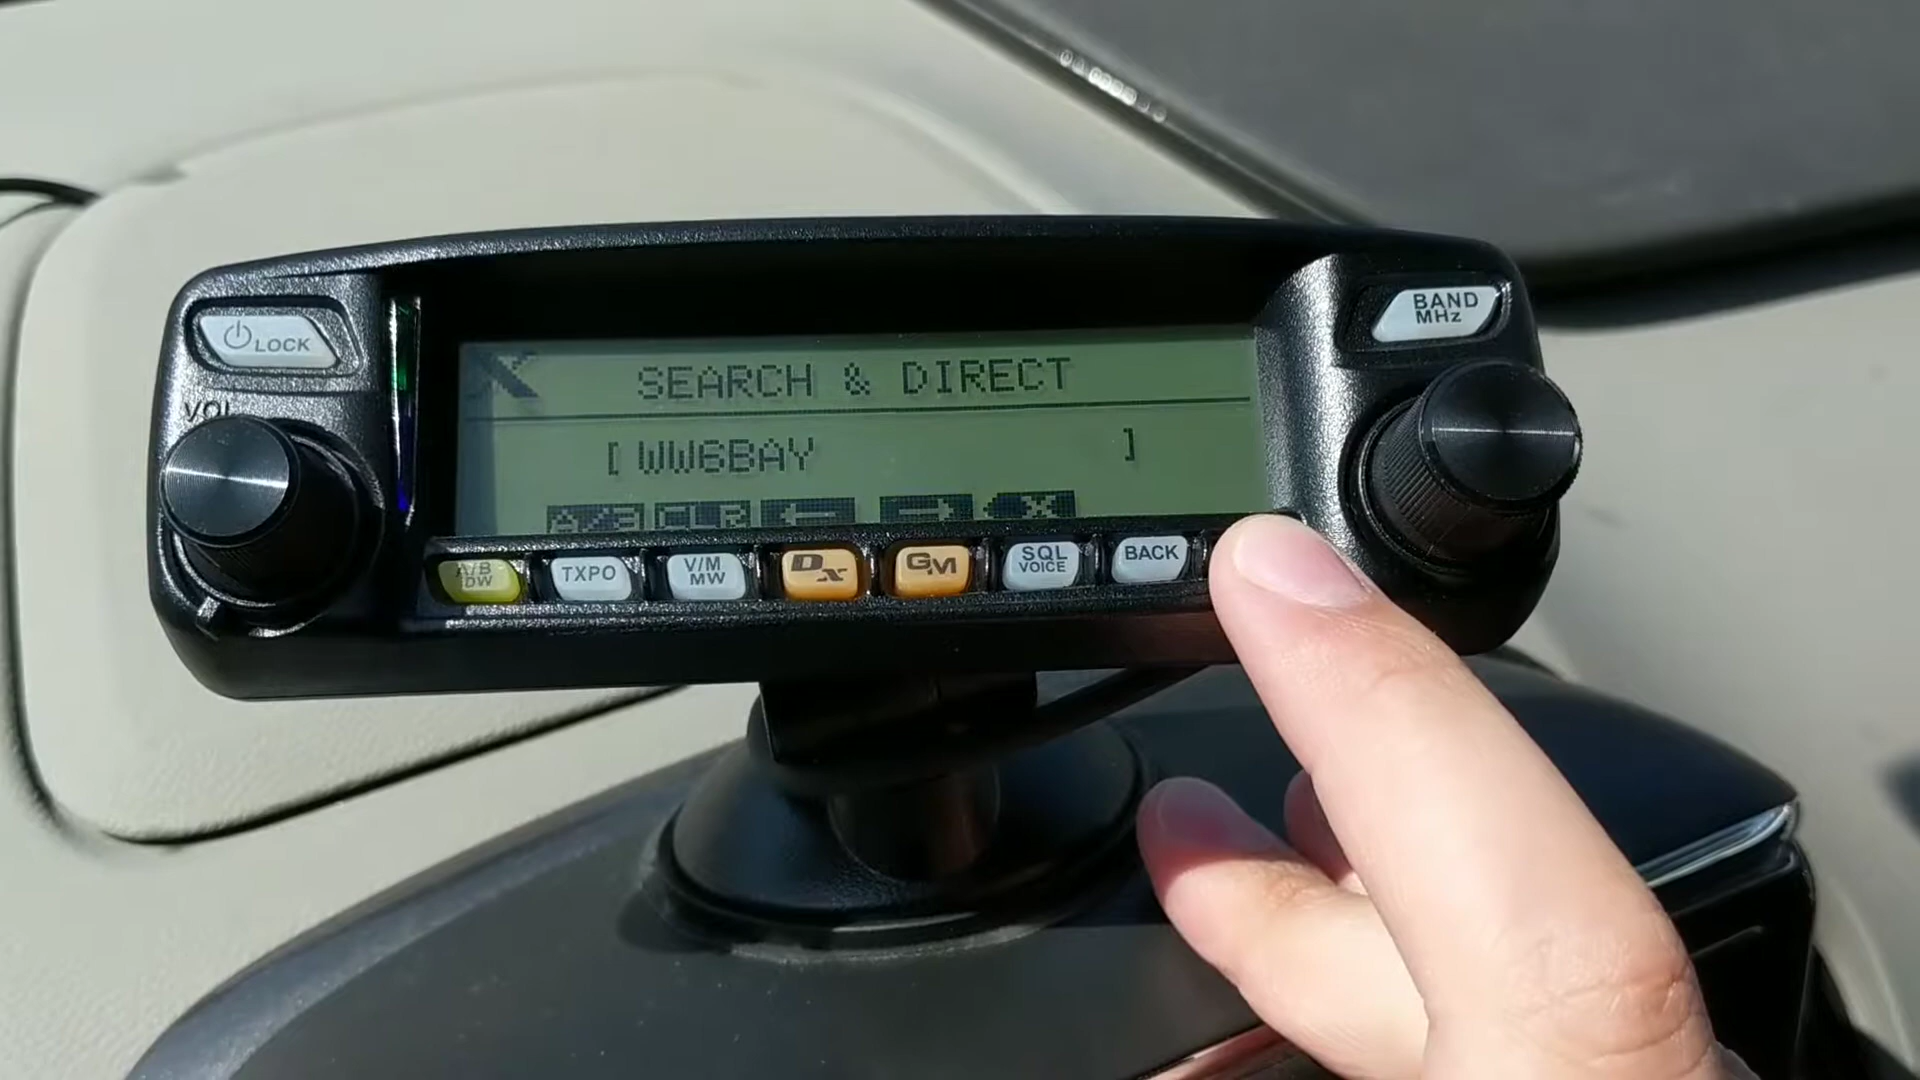 LOCK
BAND
MHz
VOL
SEARCH & DIRECT
[ WW6BAY ]
A/B CLR ← → X
A/B
DW
TXPO
V/M
MW
DX
GM
SQL
VOICE
BACK